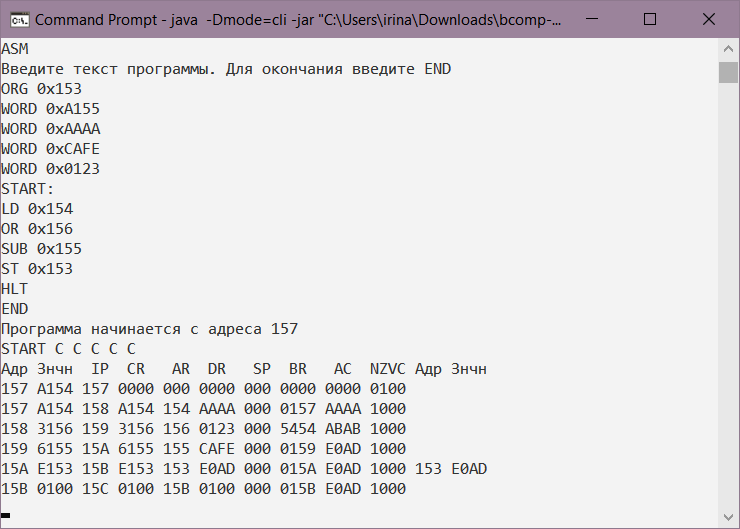 Command Prompt - java -Dmode=cli -jar "C:\Users\irina\Downloads\bcomp-...
ASM
Введите текст программы. Для окончания введите END
ORG 0x153
WORD 0xA155
WORD 0xAAAA
WORD 0xCAFE
WORD 0x0123
START:
LD 0x154
OR 0x156
SUB 0x155
ST 0x153
HLT
END
Программа начинается с адреса 157
START C C C C C
Адр Знчн  IP  CR   AR  DR   SP  BR   AC  NZVC Адр Знчн
157 A154 157 0000 000 0000 000 0000 0000 0100
157 A154 158 A154 154 AAAA 000 0157 AAAA 1000
158 3156 159 3156 156 0123 000 5454 ABAB 1000
159 6155 15A 6155 155 CAFE 000 0159 E0AD 1000
15A E153 15B E153 153 E0AD 000 015A E0AD 1000 153 E0AD
15B 0100 15C 0100 15B 0100 000 015B E0AD 1000